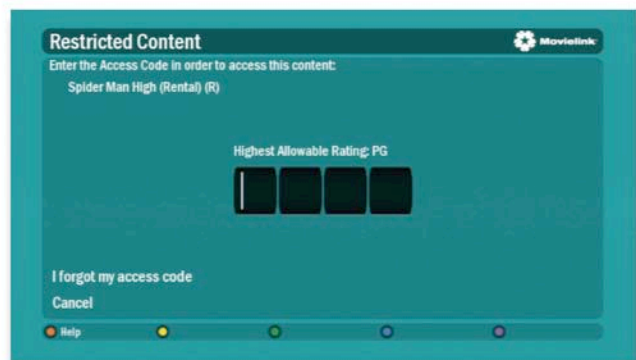 Restricted Content
Movielink
Enter the Access Code in order to access this content:
Spider Man High (Rental) (R)
Highest Allowable Rating: PG
I forgot my access code
Cancel
Help